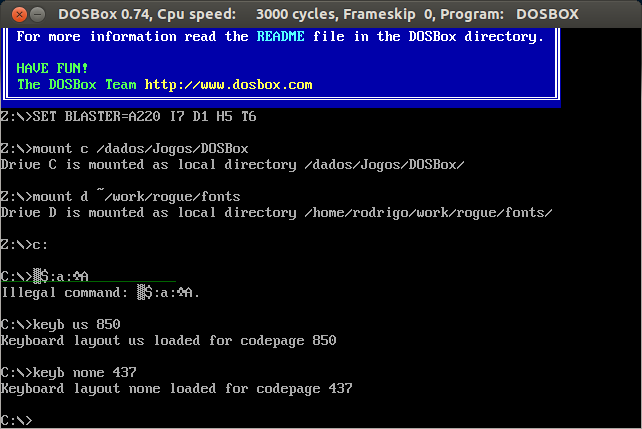 DOSBox 0.74, Cpu speed:     3000 cycles, Frameskip  0, Program:   DOSBOX
For more information read the README file in the DOSBox directory.
HAVE FUN!
The DOSBox Team http://www.dosbox.com
Z:\>SET BLASTER=A220 I7 D1 H5 T6
Z:\>mount c /dados/Jogos/DOSBox
Drive C is mounted as local directory /dados/Jogos/DOSBox/
Z:\>mount d ~/work/rogue/fonts
Drive D is mounted as local directory /home/rodrigo/work/rogue/fonts/
Z:\>c:
C:\>▒$:a:♧A___________
Illegal command: ▒$:a:♧A.
C:\>keyb us 850
Keyboard layout us loaded for codepage 850
C:\>keyb none 437
Keyboard layout none loaded for codepage 437
C:\>